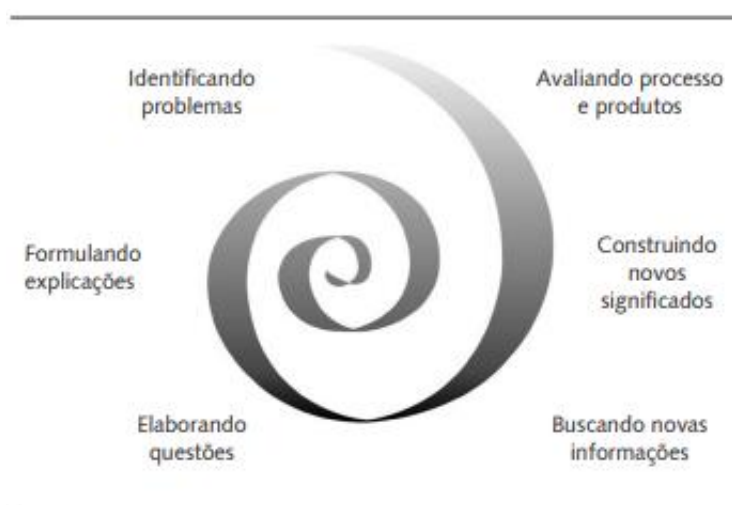 Identificando
problemas
Avaliando processo
e produtos
Formulando
explicações
Construindo
novos
significados
Elaborando
questões
Buscando novas
informações